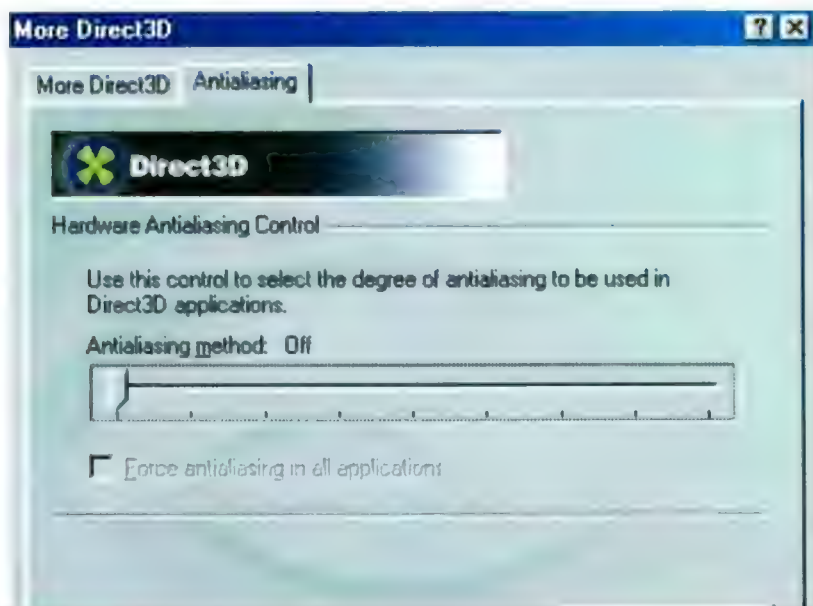 More Direct3D
More Direct3D Antialiasing
Direct3D
Hardware Antialiasing Control
Use this control to select the degree of antialiasing to be used in
Direct3D applications.
Antialiasing method: Off
Force antialiasing in all applications